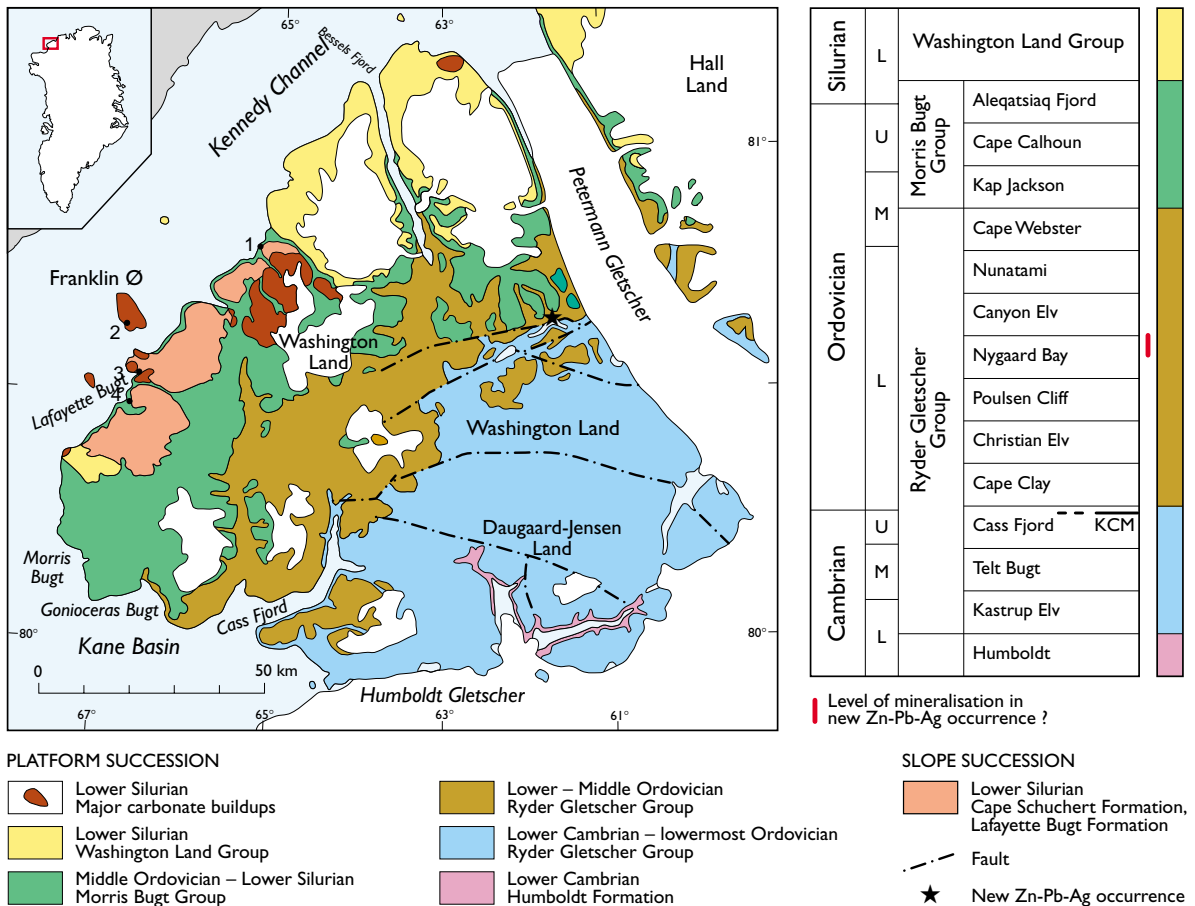 65°
63°
Bessels Fjord
Kennedy Channel
Hall
Land
81°
Petermann Gletscher
1
Franklin Ø
2
Washington
Land
3
Lafayette Bugt
4
Washington Land
Daugaard-Jensen
Land
Morris
Bugt
Gonioceras Bugt
Cass Fjord
80°
80°
Kane Basin
0
50 km
Humboldt Gletscher
67°
65°
63°
61°
Silurian
L
Washington Land Group
Ordovician
U
M
L
Morris Bugt
Group
Aleqatsiaq Fjord
Cape Calhoun
Kap Jackson
Ryder Gletscher
Group
Cape Webster
Nunatami
Canyon Elv
Nygaard Bay
Poulsen Cliff
Christian Elv
Cape Clay
Cambrian
U
M
L
Cass Fjord
KCM
Telt Bugt
Kastrup Elv
Humboldt
Level of mineralisation in
new Zn-Pb-Ag occurrence ?
PLATFORM SUCCESSION
Lower Silurian
Major carbonate buildups
Lower Silurian
Washington Land Group
Middle Ordovician – Lower Silurian
Morris Bugt Group
Lower – Middle Ordovician
Ryder Gletscher Group
Lower Cambrian – lowermost Ordovician
Ryder Gletscher Group
Lower Cambrian
Humboldt Formation
SLOPE SUCCESSION
Lower Silurian
Cape Schuchert Formation,
Lafayette Bugt Formation
Fault
New Zn-Pb-Ag occurrence